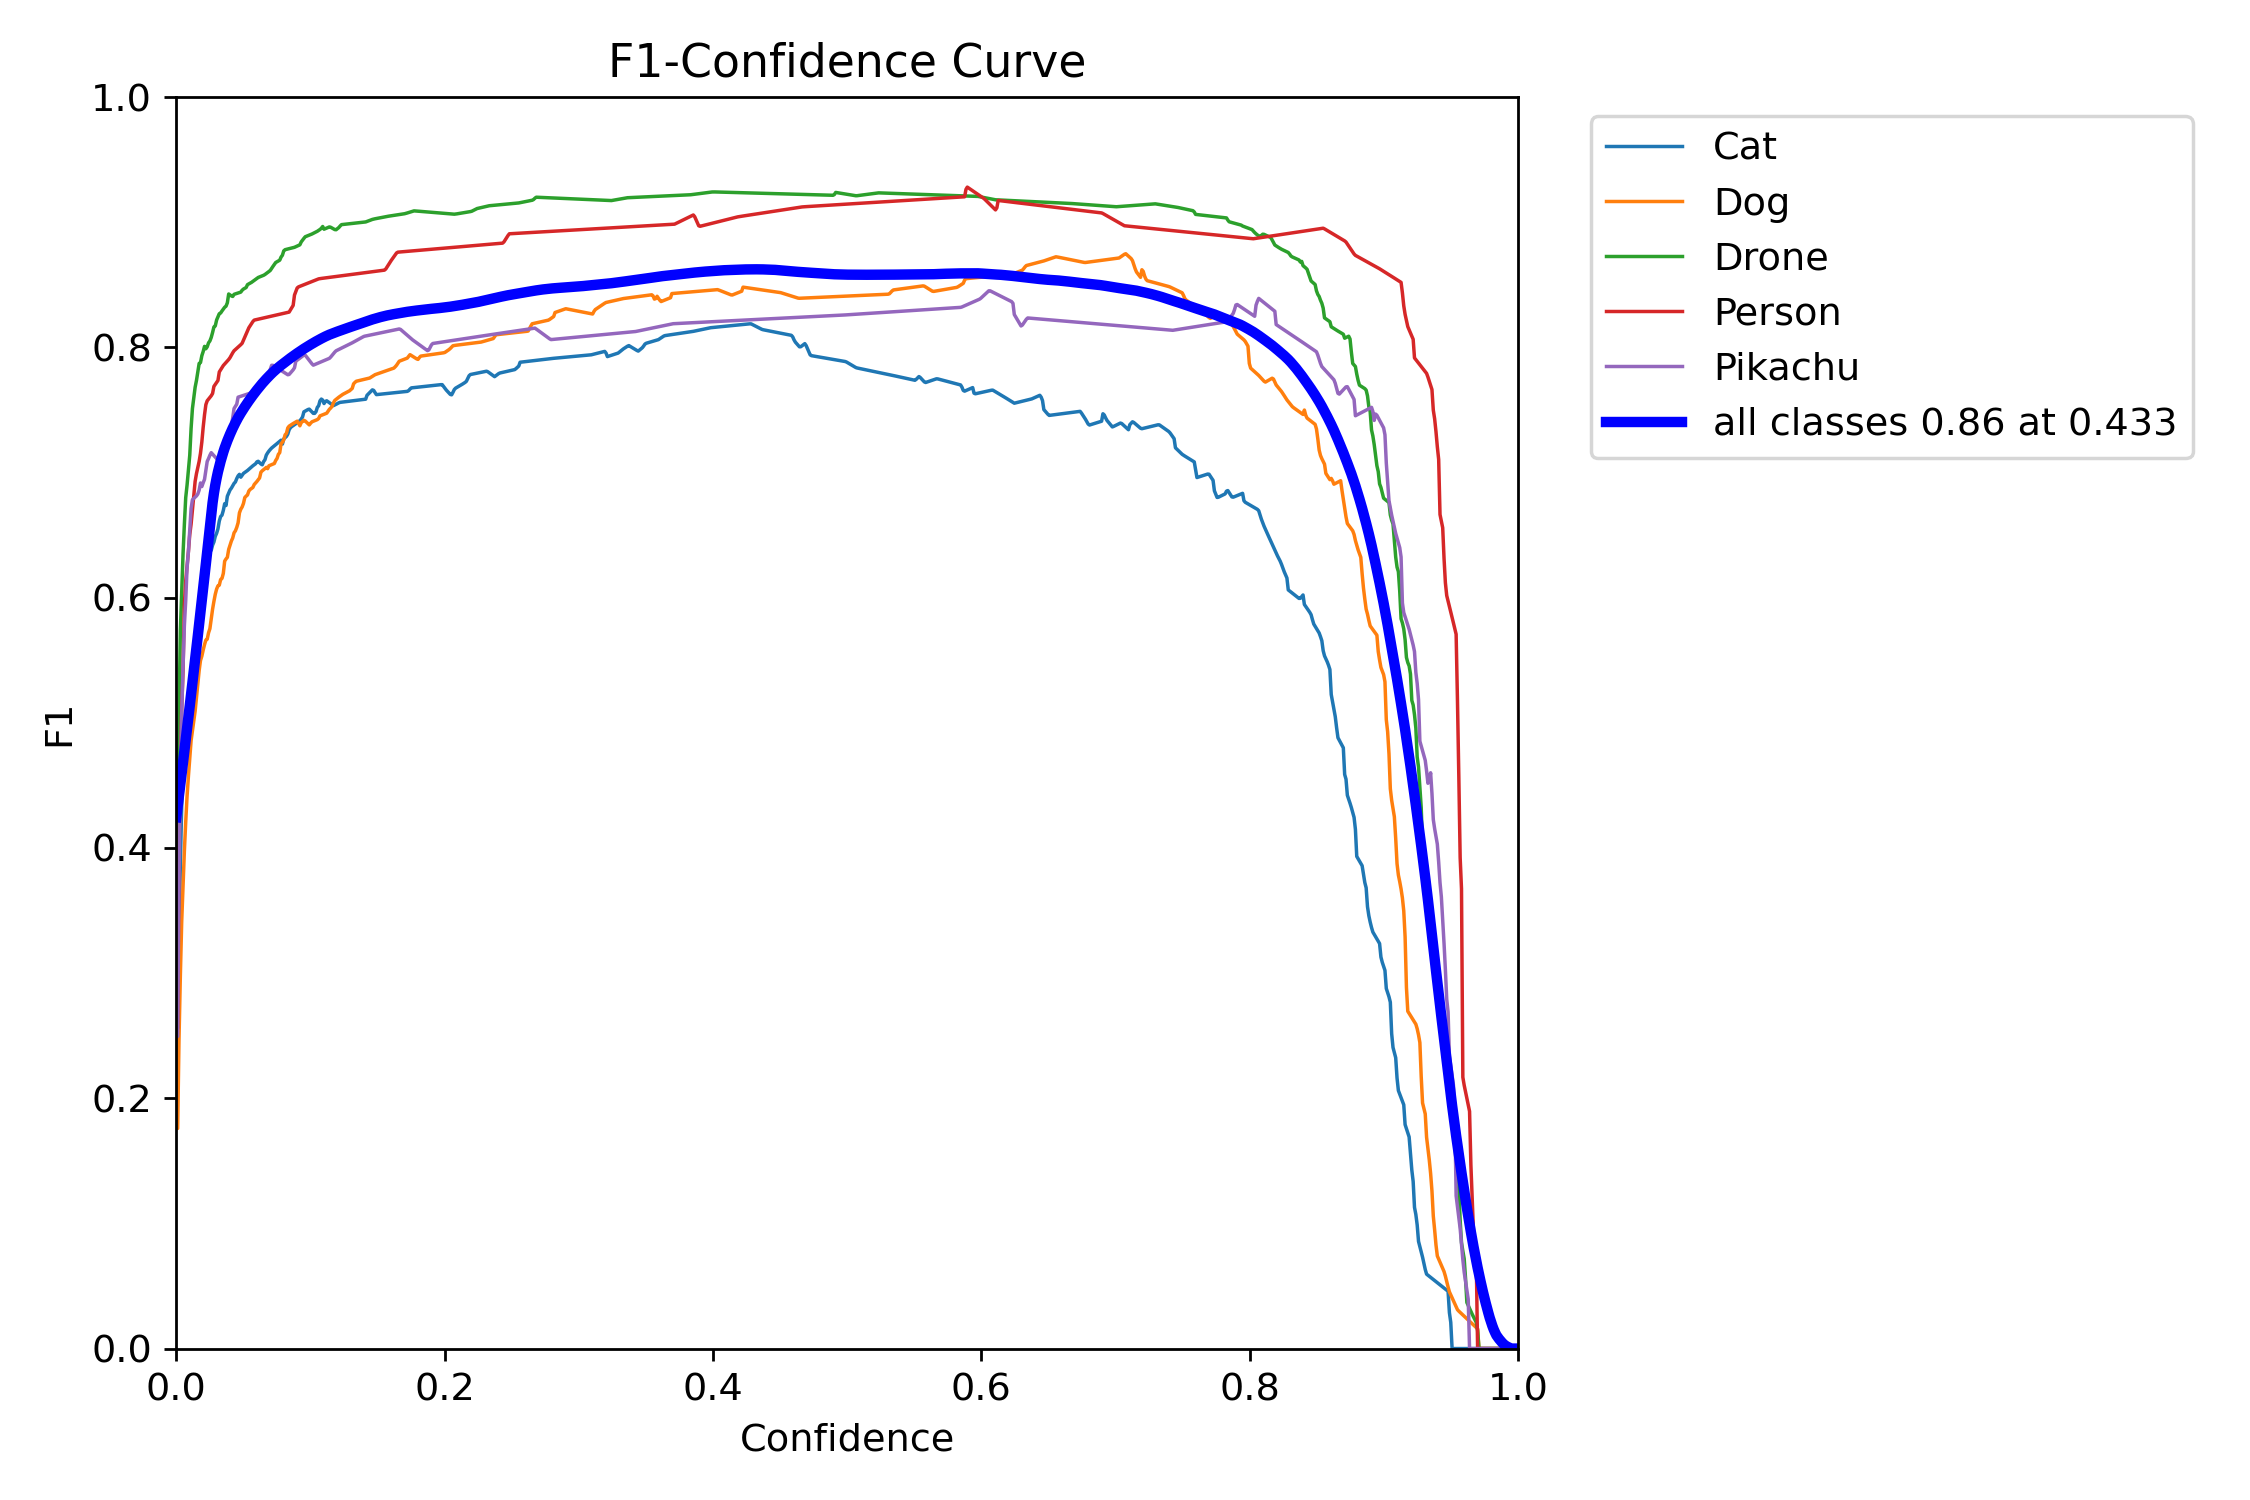 F1-Confidence Curve
1.0
0.8
0.6
0.4
0.2
0.0
F1
0.0 0.2 0.4 0.6 0.8 1.0
Confidence
Cat
Dog
Drone
Person
Pikachu
all classes 0.86 at 0.433